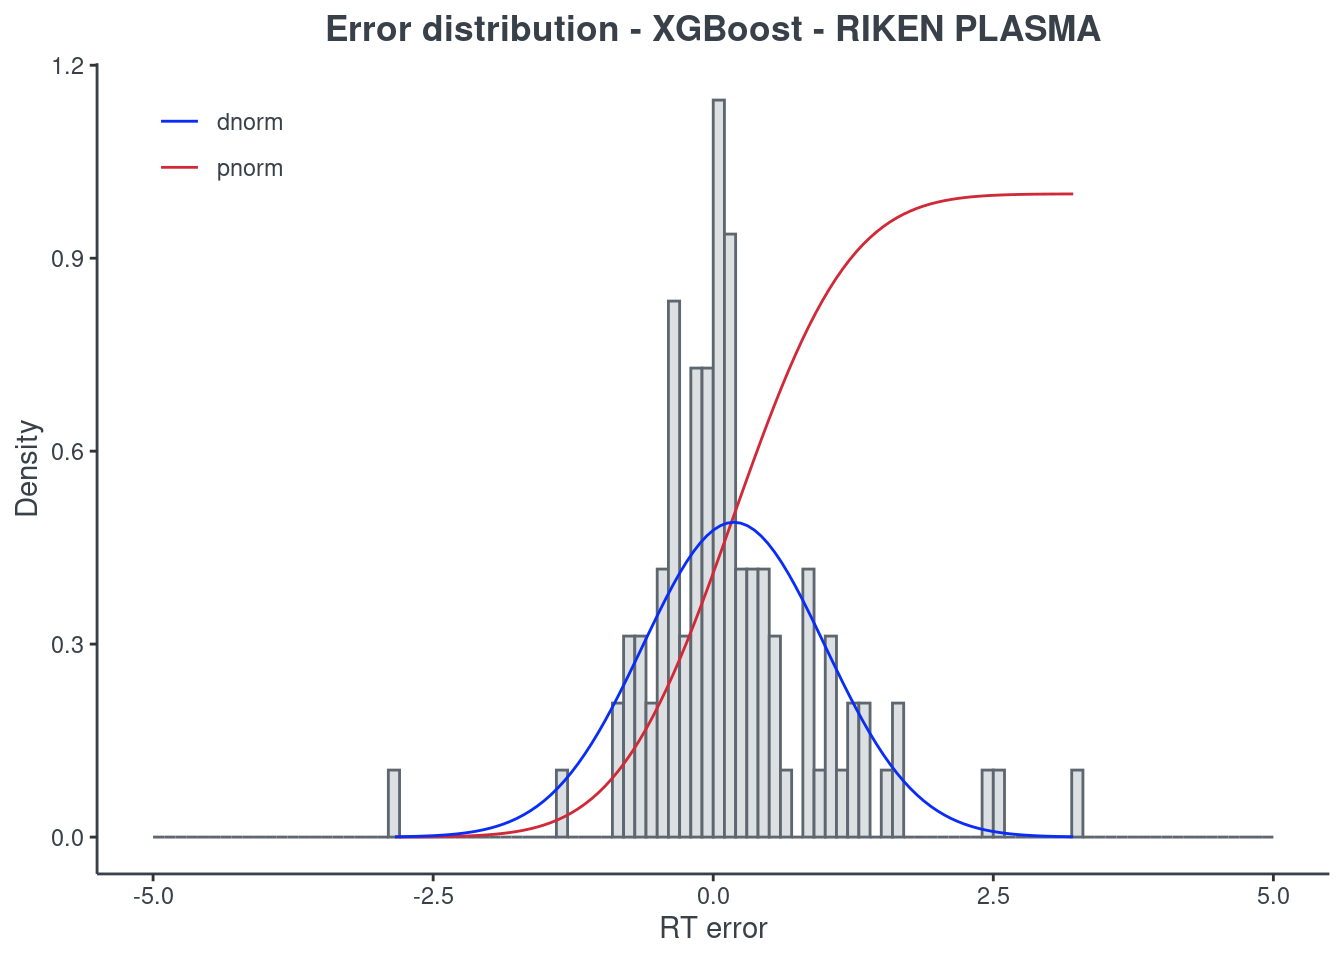 Error distribution - XGBoost - RIKEN PLASMA
1.2
0.9
0.6
0.3
0.0
Density
dnorm
pnorm
-5.0 -2.5 0.0 2.5 5.0
RT error